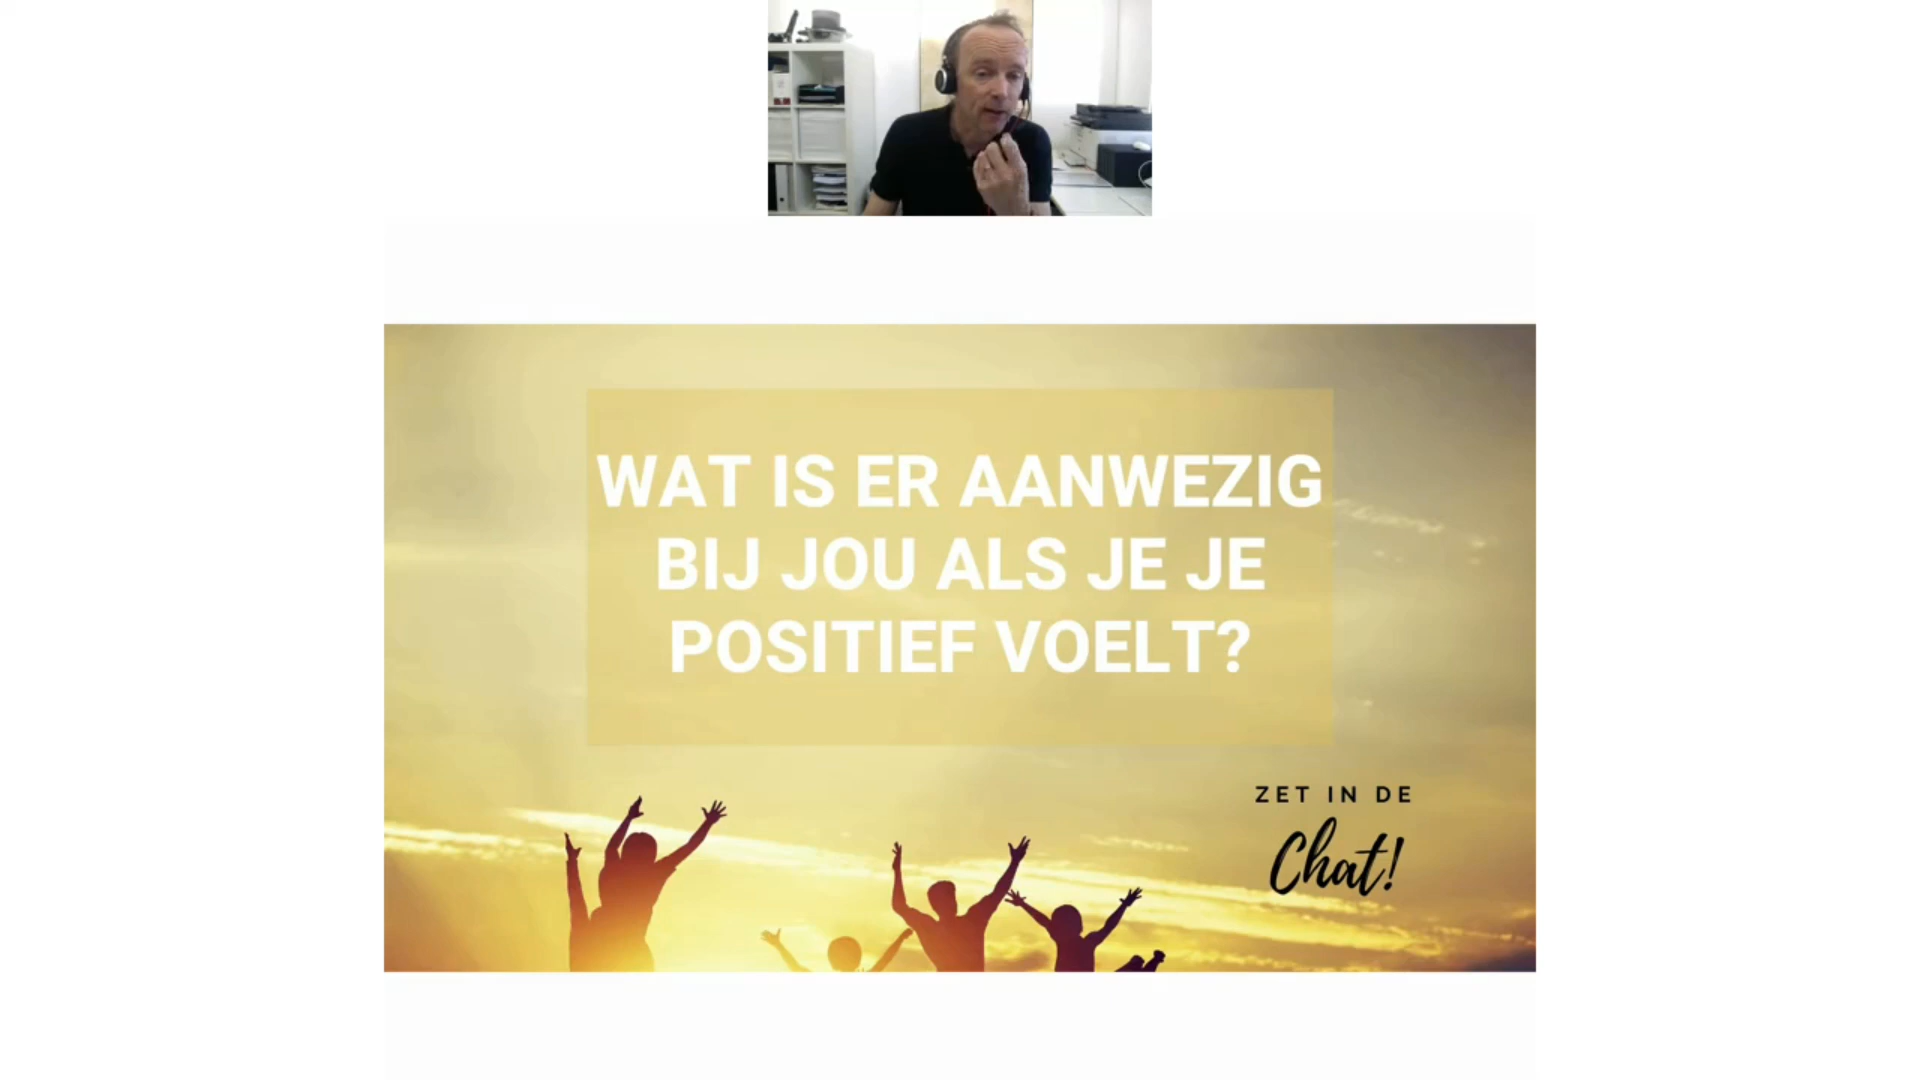 WAT IS ER AANWEZIG
BIJ JOU ALS JE JE
POSITIEF VOELT?
ZET IN DE
Chat!